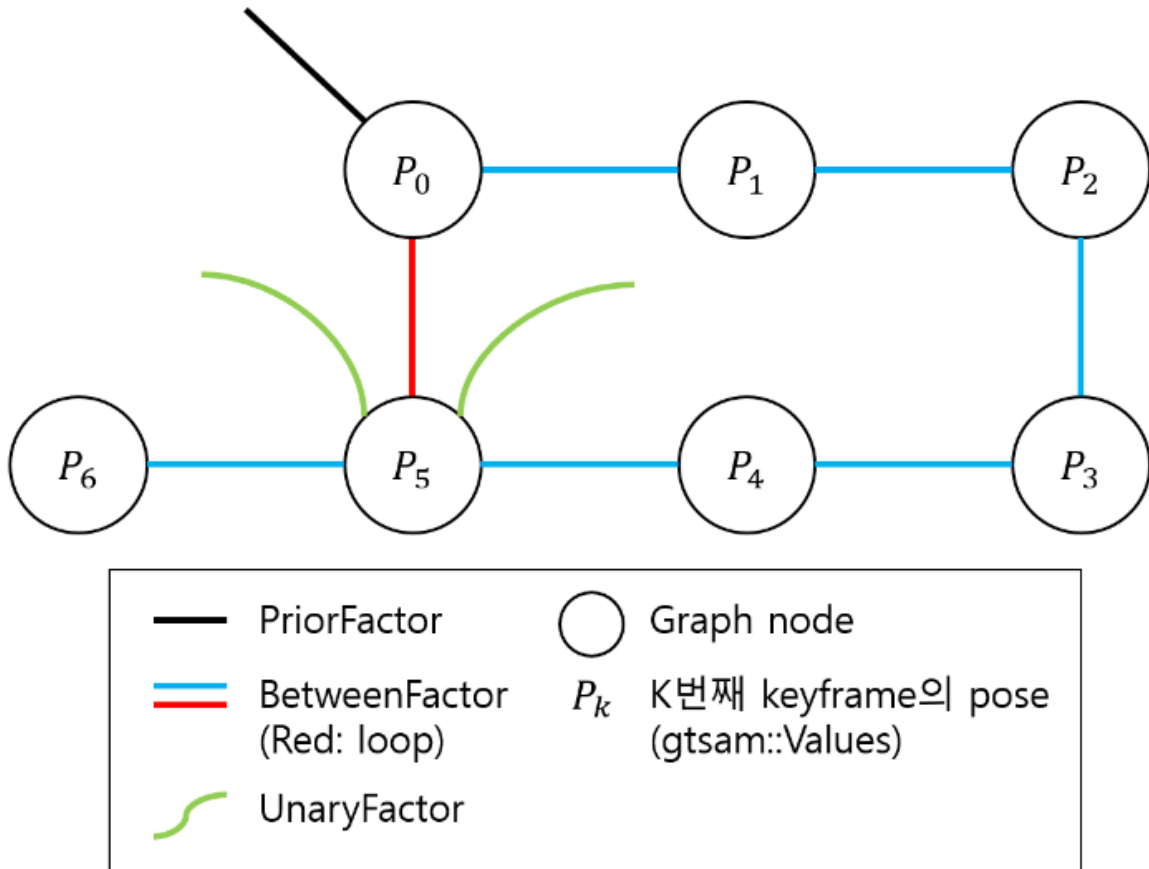 P₀
P₁
P₂
P₆
P₅
P₄
P₃
PriorFactor
Graph node
BetweenFactor
(Red: loop)
Pₖ
K번째 keyframe의 pose
(gtsam::Values)
UnaryFactor